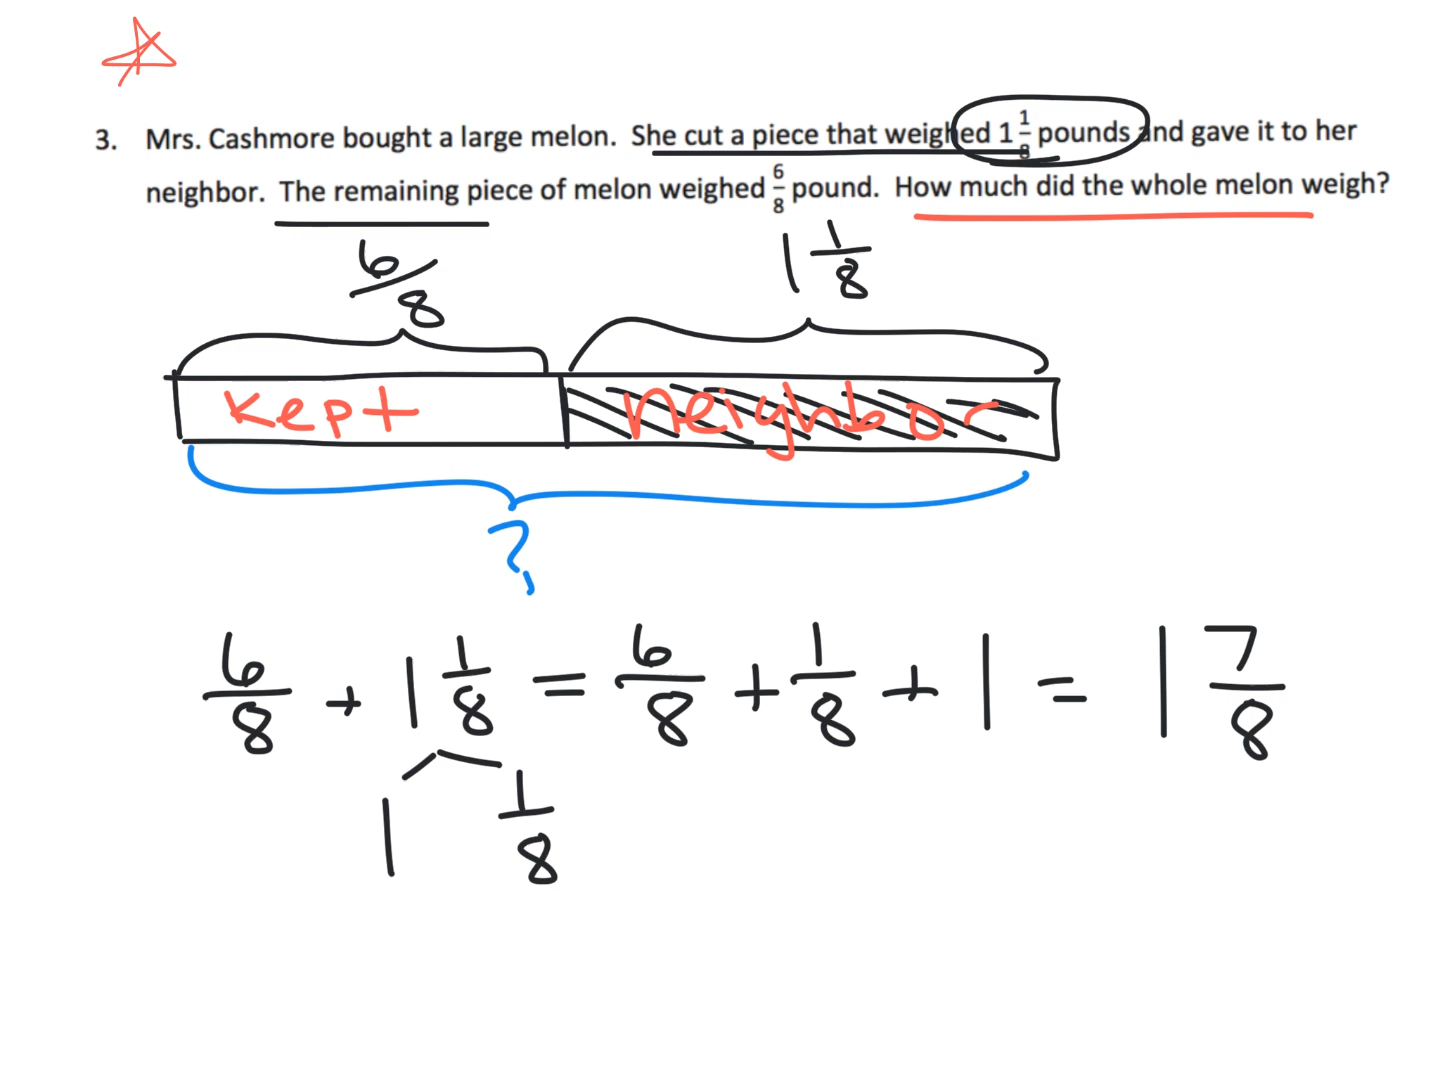 3. Mrs. Cashmore bought a large melon. She cut a piece that weighed 1 1/8 pounds and gave it to her
neighbor. The remaining piece of melon weighed 6/8 pound. How much did the whole melon weigh?
6/8 1 1/8
kept neighbor
?
6/8 + 1 1/8 = 6/8 + 1/8 + 1 = 1 7/8
1 1/8